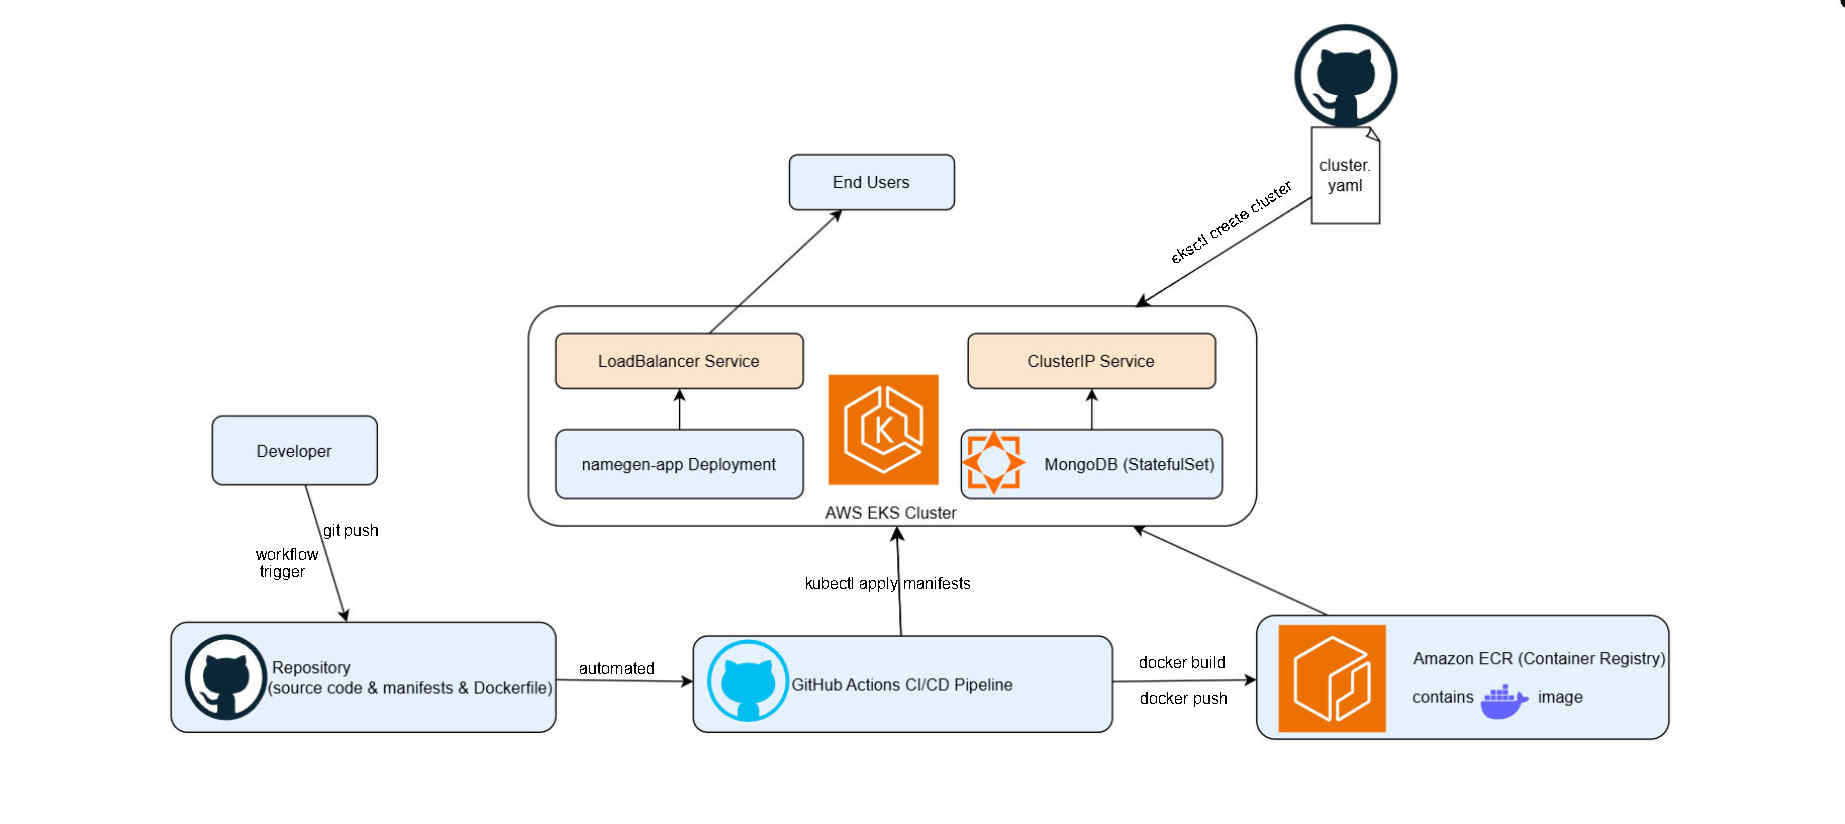 cluster.
yaml
End Users
eksctl create cluster
LoadBalancer Service
ClusterIP Service
K
Developer
namegen-app Deployment
MongoDB (StatefulSet)
AWS EKS Cluster
git push
workflow
trigger
kubectl apply manifests
Repository
(source code & manifests & Dockerfile)
automated
GitHub Actions CI/CD Pipeline
docker build
docker push
Amazon ECR (Container Registry)
contains image